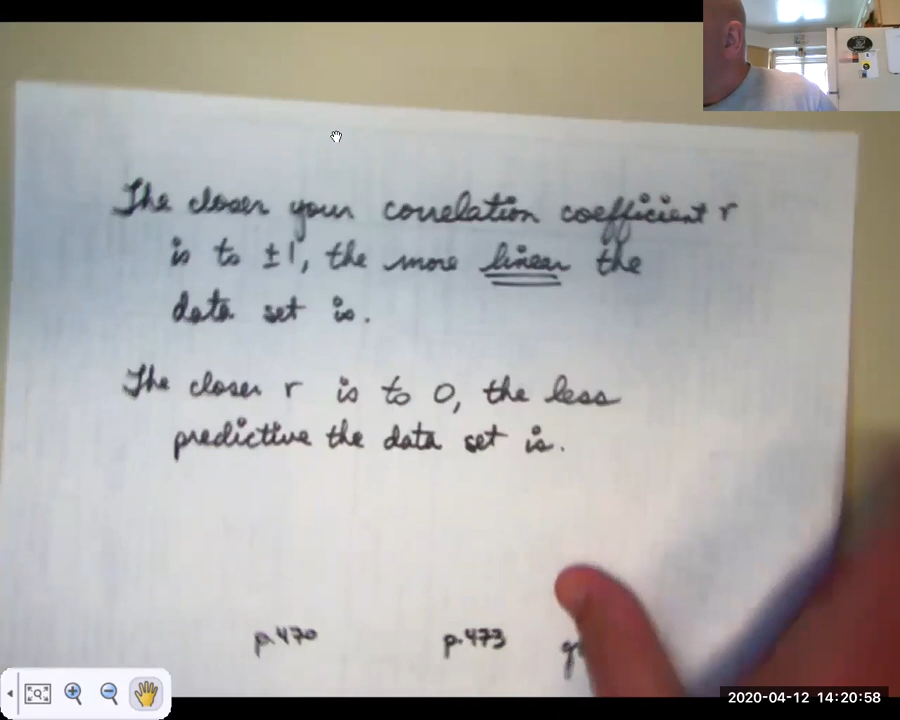 The closer your correlation coefficient r
is to ±1, the more linear the
data set is.
The closer r is to 0, the less
predictive the data set is.
p.470 p.473
2020-04-12 14:20:58